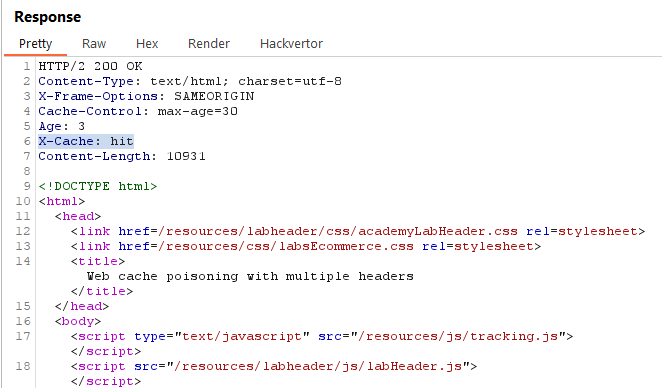 Response
Pretty Raw Hex Render Hackvertor
1 HTTP/2 200 OK
2 Content-Type: text/html; charset=utf-8
3 X-Frame-Options: SAMEORIGIN
4 Cache-Control: max-age=30
5 Age: 3
6 X-Cache: hit
7 Content-Length: 10931
8
9 <!DOCTYPE html>
10 <html>
11 <head>
12 <link href=/resources/labheader/css/academyLabHeader.css rel=stylesheet>
13 <link href=/resources/css/labsEcommerce.css rel=stylesheet>
14 <title>
Web cache poisoning with multiple headers
</title>
15 </head>
16 <body>
17 <script type="text/javascript" src="/resources/js/tracking.js">
</script>
18 <script src="/resources/labheader/js/labHeader.js">
</script>